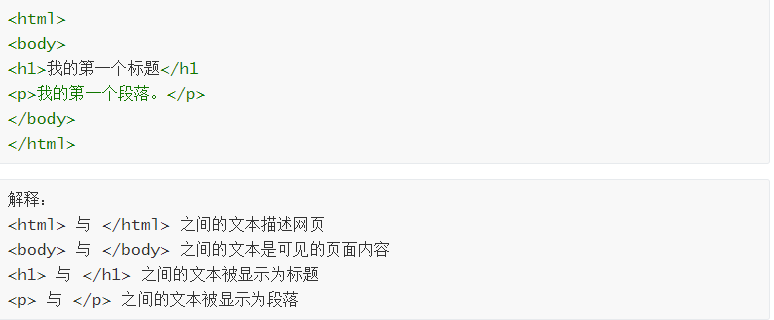 <html>
<body>
<h1>我的第一个标题</h1
<p>我的第一个段落。</p>
</body>
</html>
解释：
<html> 与 </html> 之间的文本描述网页
<body> 与 </body> 之间的文本是可见的页面内容
<h1> 与 </h1> 之间的文本被显示为标题
<p> 与 </p> 之间的文本被显示为段落